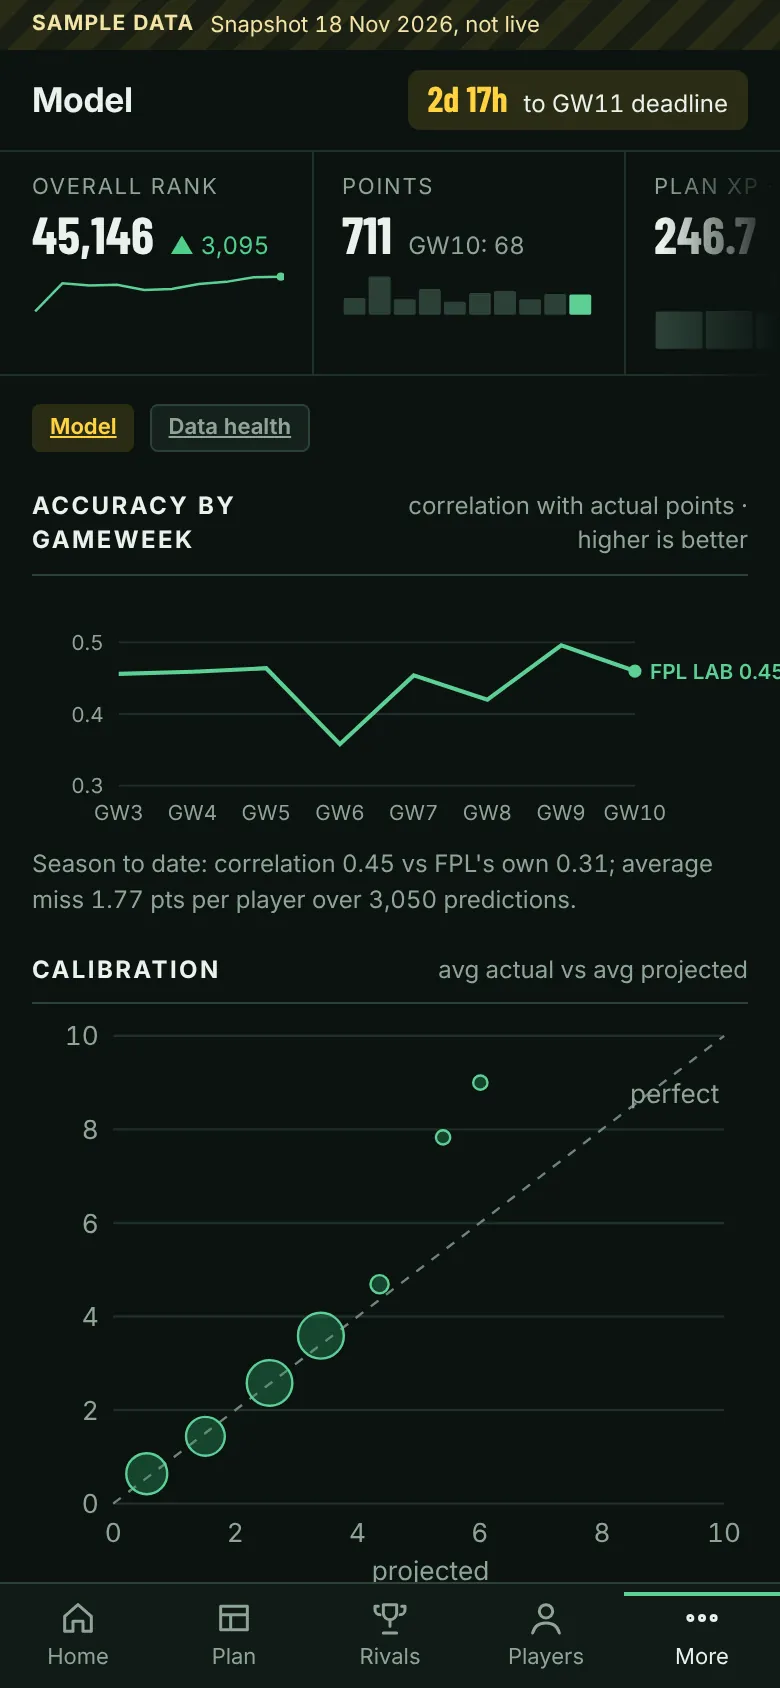 SAMPLE DATA Snapshot 18 Nov 2026, not live
Model
2d 17h to GW11 deadline
OVERALL RANK
45,146 ▲ 3,095
POINTS
711 GW10: 68
PLAN XP
246.7
Model
Data health
ACCURACY BY
GAMEWEEK
correlation with actual points ·
higher is better
0.5
0.4
0.3
FPL LAB 0.45
GW3 GW4 GW5 GW6 GW7 GW8 GW9 GW10
Season to date: correlation 0.45 vs FPL's own 0.31; average
miss 1.77 pts per player over 3,050 predictions.
CALIBRATION
avg actual vs avg projected
10
perfect
8
6
4
2
0
0 2 4 6 8 10
projected
Home Plan Rivals Players More